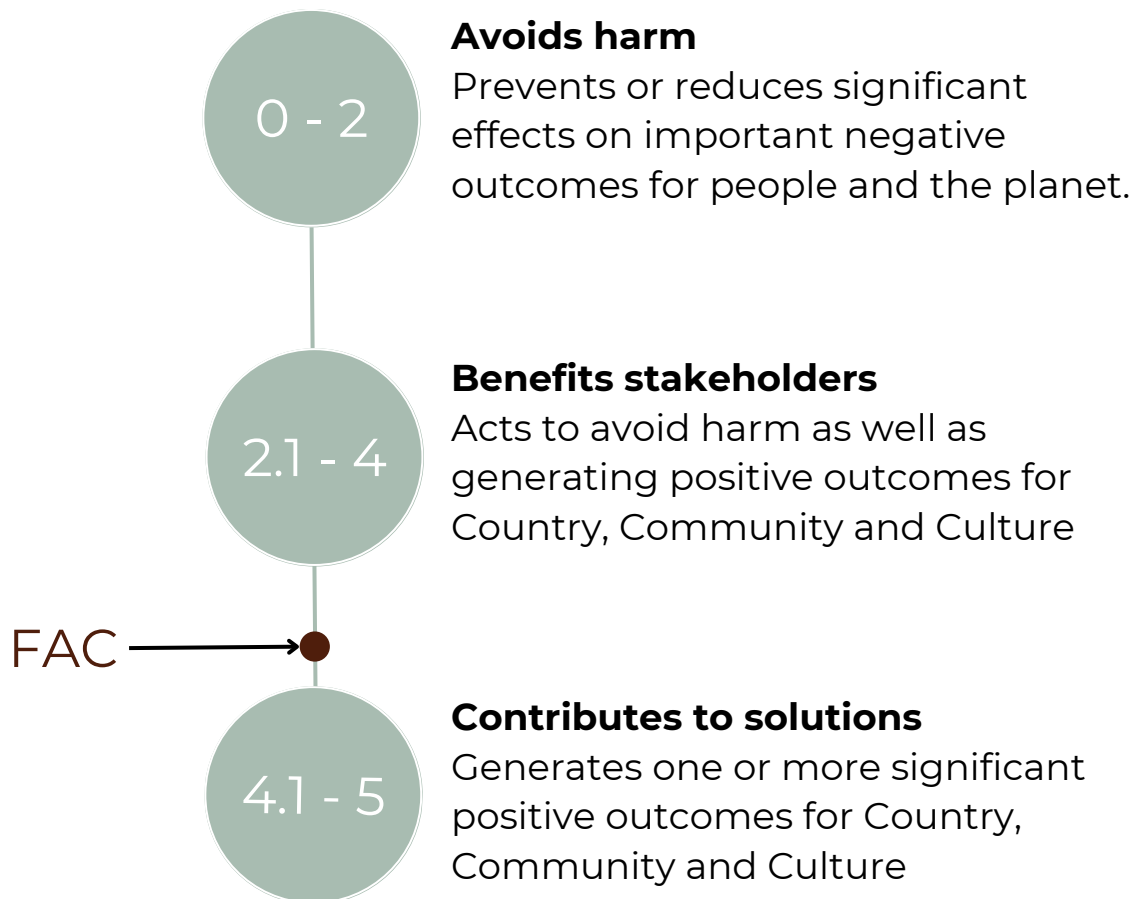 0 - 2
Avoids harm
Prevents or reduces significant
effects on important negative
outcomes for people and the planet.
2.1 - 4
Benefits stakeholders
Acts to avoid harm as well as
generating positive outcomes for
Country, Community and Culture
FAC
4.1 - 5
Contributes to solutions
Generates one or more significant
positive outcomes for Country,
Community and Culture